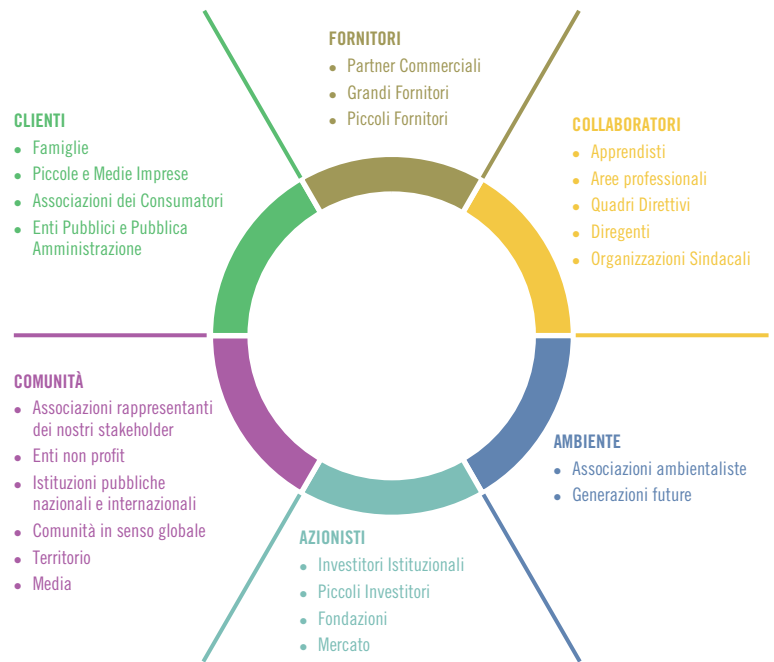 FORNITORI
• Partner Commerciali
• Grandi Fornitori
• Piccoli Fornitori
CLIENTI
• Famiglie
• Piccole e Medie Imprese
• Associazioni dei Consumatori
• Enti Pubblici e Pubblica
Amministrazione
COLLABORATORI
• Apprendisti
• Aree professionali
• Quadri Direttivi
• Diregenti
• Organizzazioni Sindacali
COMUNITÀ
• Associazioni rappresentanti
dei nostri stakeholder
• Enti non profit
• Istituzioni pubbliche
nazionali e internazionali
• Comunità in senso globale
• Territorio
• Media
AMBIENTE
• Associazioni ambientaliste
• Generazioni future
AZIONISTI
• Investitori Istituzionali
• Piccoli Investitori
• Fondazioni
• Mercato